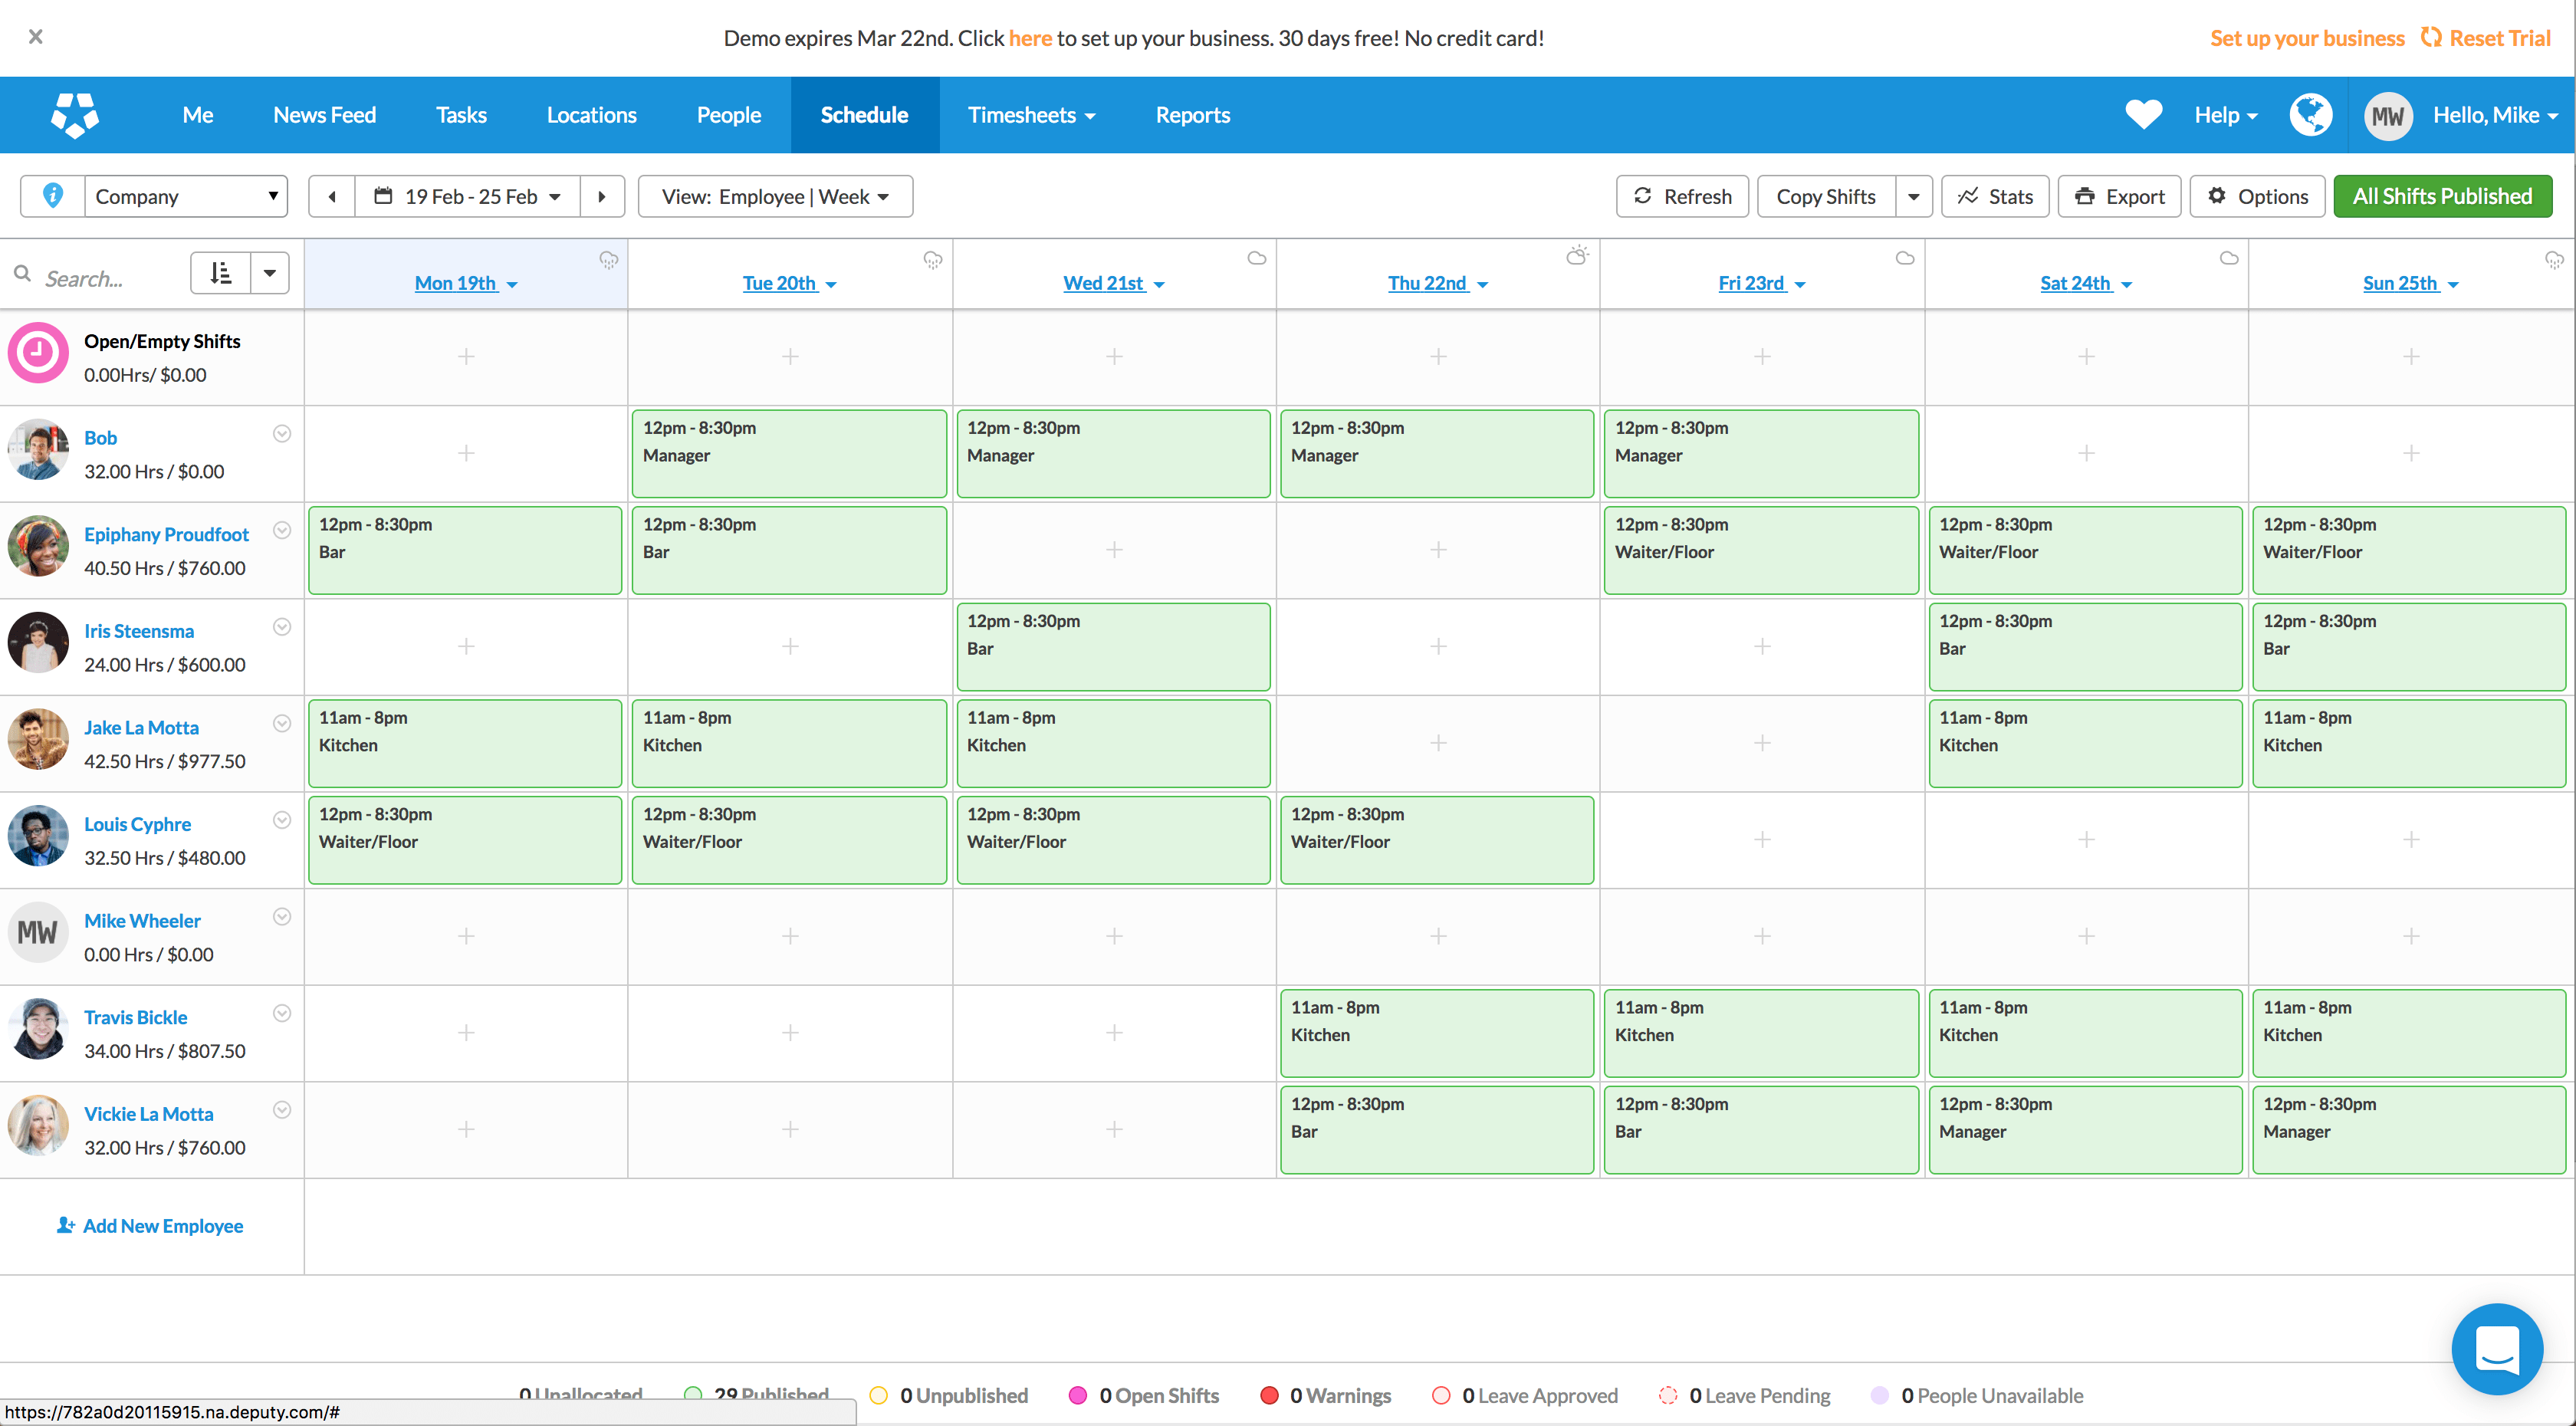 Demo expires Mar 22nd. Click here to set up your business. 30 days free! No credit card!
Set up your business Reset Trial
Me News Feed Tasks Locations People Schedule Timesheets Reports
Help MW Hello, Mike
Company 19 Feb - 25 Feb View: Employee | Week Refresh Copy Shifts Stats Export Options All Shifts Published
Search... Mon 19th Tue 20th Wed 21st Thu 22nd Fri 23rd Sat 24th Sun 25th
Open/Empty Shifts
0.00Hrs/ $0.00
Bob
32.00 Hrs / $0.00
12pm - 8:30pm
Manager
12pm - 8:30pm
Manager
12pm - 8:30pm
Manager
12pm - 8:30pm
Manager
Epiphany Proudfoot
40.50 Hrs / $760.00
12pm - 8:30pm
Bar
12pm - 8:30pm
Bar
12pm - 8:30pm
Waiter/Floor
12pm - 8:30pm
Waiter/Floor
12pm - 8:30pm
Waiter/Floor
Iris Steensma
24.00 Hrs / $600.00
12pm - 8:30pm
Bar
12pm - 8:30pm
Bar
12pm - 8:30pm
Bar
Jake La Motta
42.50 Hrs / $977.50
11am - 8pm
Kitchen
11am - 8pm
Kitchen
11am - 8pm
Kitchen
11am - 8pm
Kitchen
11am - 8pm
Kitchen
Louis Cyphre
32.50 Hrs / $480.00
12pm - 8:30pm
Waiter/Floor
12pm - 8:30pm
Waiter/Floor
12pm - 8:30pm
Waiter/Floor
12pm - 8:30pm
Waiter/Floor
MW
Mike Wheeler
0.00 Hrs / $0.00
Travis Bickle
34.00 Hrs / $807.50
11am - 8pm
Kitchen
11am - 8pm
Kitchen
11am - 8pm
Kitchen
11am - 8pm
Kitchen
Vickie La Motta
32.00 Hrs / $760.00
12pm - 8:30pm
Bar
12pm - 8:30pm
Bar
12pm - 8:30pm
Manager
12pm - 8:30pm
Manager
Add New Employee
0 Unallocated 29 Published 0 Unpublished 0 Open Shifts 0 Warnings 0 Leave Approved 0 Leave Pending 0 People Unavailable
https://782a0d20115915.na.deputy.com/#